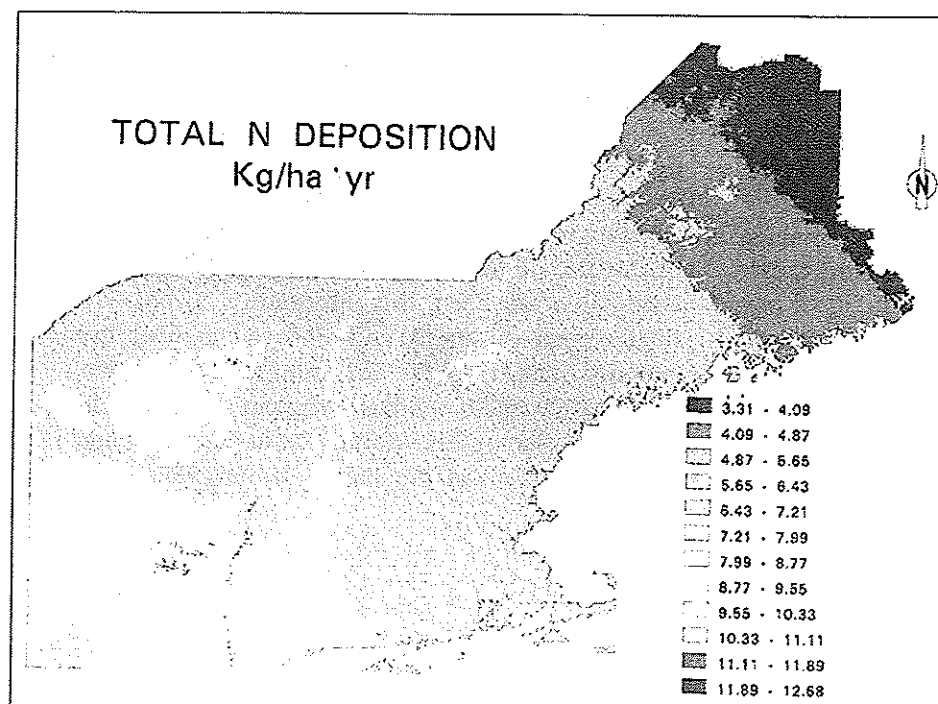 TOTAL N DEPOSITION
Kg/ha yr
N
3.31 - 4.09
4.09 - 4.87
4.87 - 5.65
5.65 - 6.43
6.43 - 7.21
7.21 - 7.99
7.99 - 8.77
8.77 - 9.55
9.55 - 10.33
10.33 - 11.11
11.11 - 11.89
11.89 - 12.68